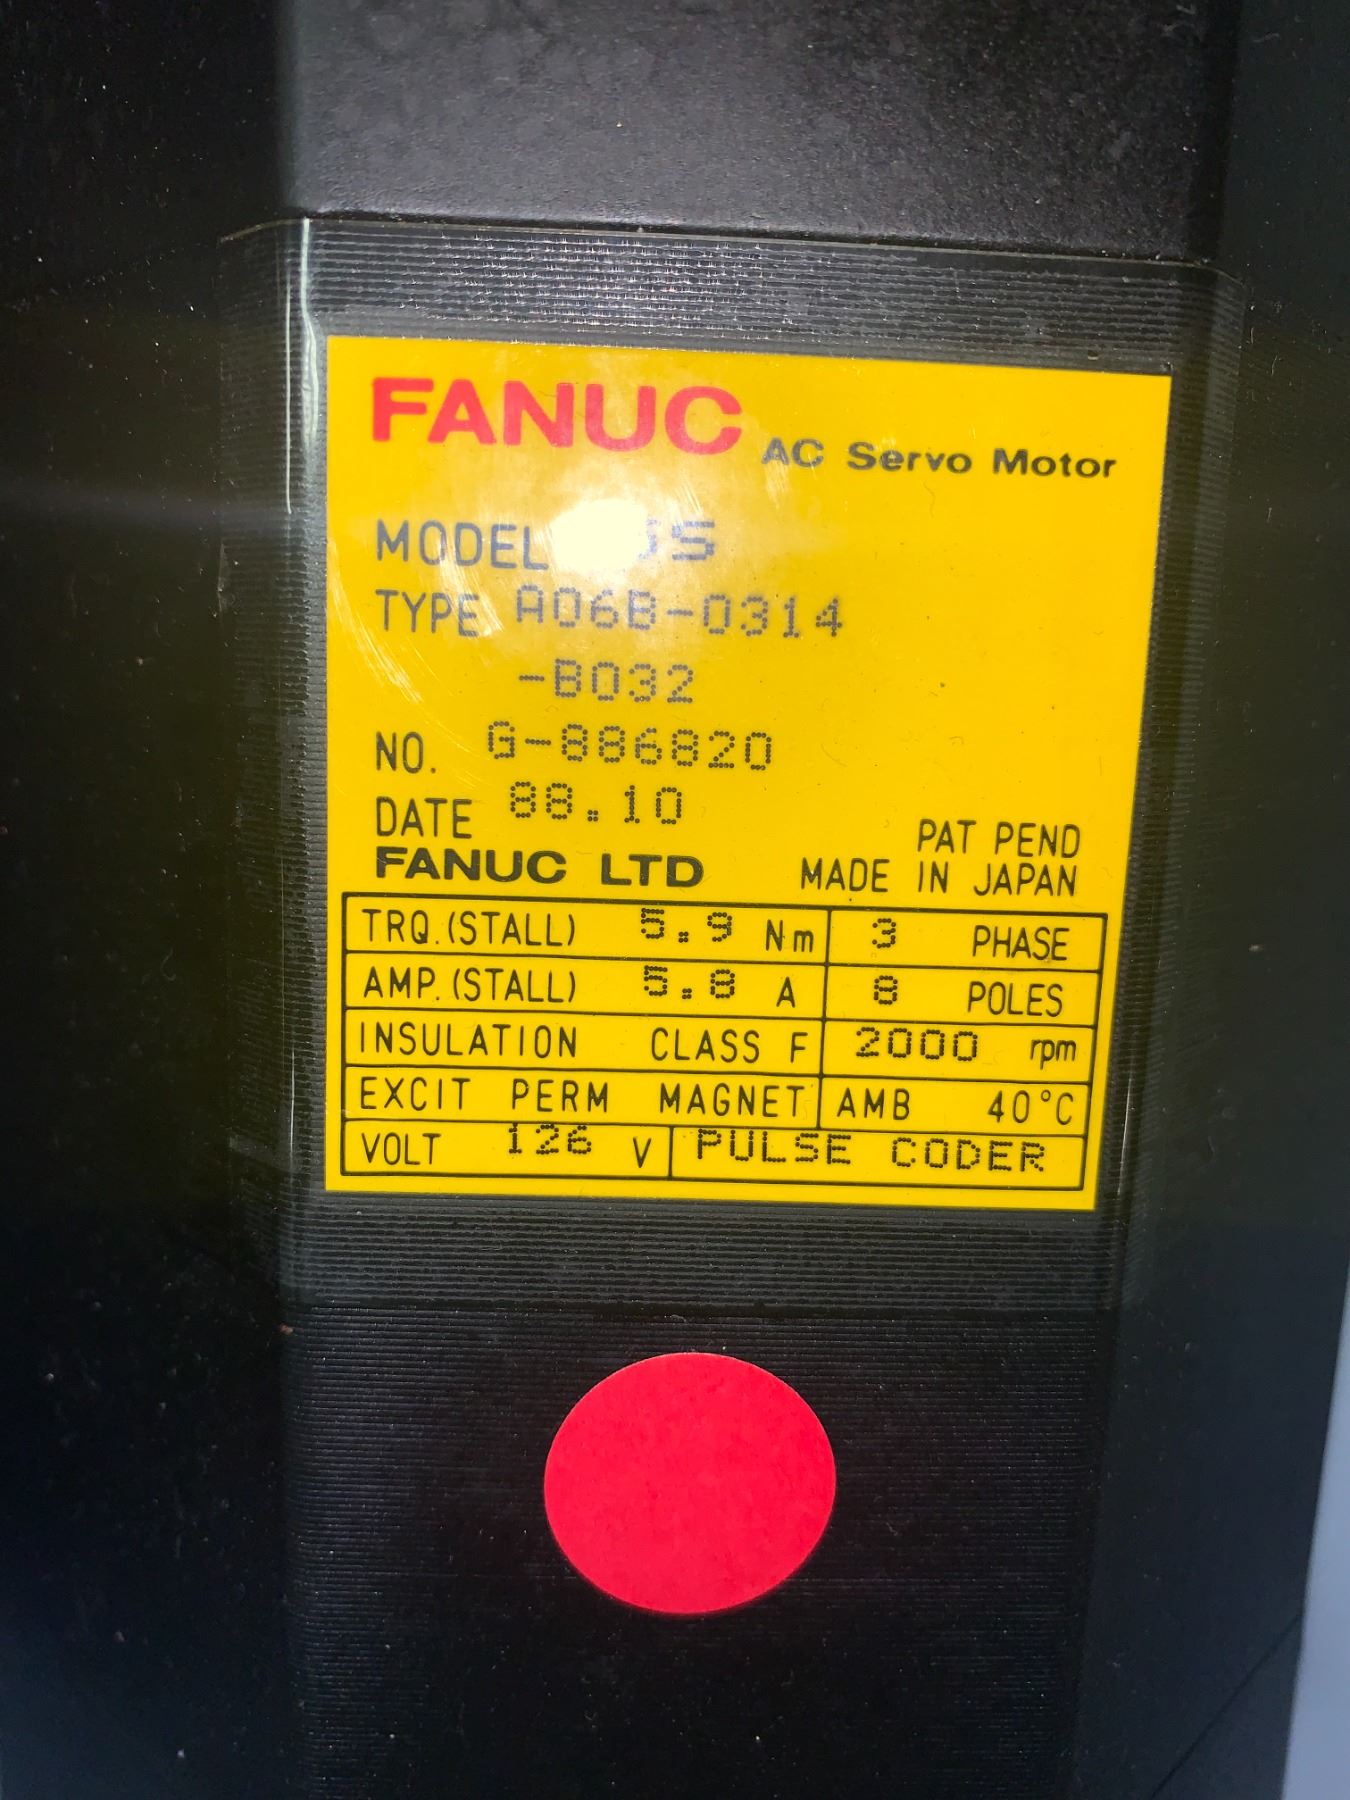 FANUC AC Servo Motor
MODEL
TYPE A06B-0314
-B032
NO. G-886820
DATE 88.10
PAT PEND
FANUC LTD MADE IN JAPAN
TRQ.(STALL) 5.9 Nm 3 PHASE
AMP.(STALL) 5.8 A 8 POLES
INSULATION CLASS F 2000 rpm
EXCIT PERM MAGNET AMB 40°C
VOLT 126 V PULSE CODER